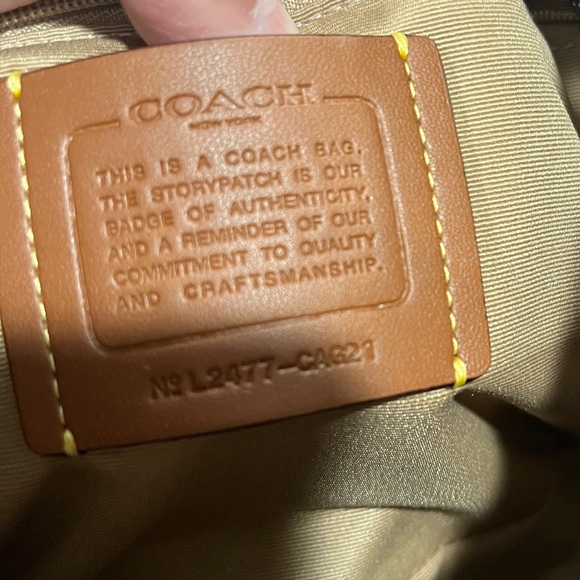 COACH
NEW YORK
THIS IS A COACH BAG.
THE STORYPATCH IS OUR
BADGE OF AUTHENTICITY,
AND A REMINDER OF OUR
COMMITMENT TO QUALITY
AND CRAFTSMANSHIP.
Nº L2477-CAG21